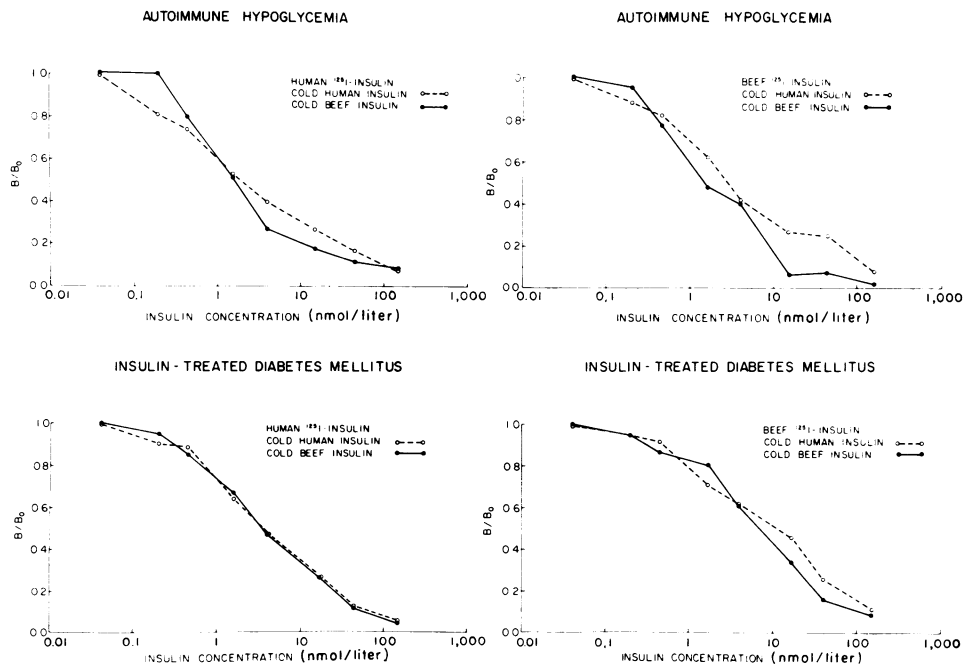 AUTOIMMUNE HYPOGLYCEMIA
HUMAN ¹²⁵I-INSULIN
COLD HUMAN INSULIN
COLD BEEF INSULIN
B/B₀
1.0
0.8
0.6
0.4
0.2
0.0
0.01
0.1
1
10
100
1,000
INSULIN CONCENTRATION (nmol/liter)
AUTOIMMUNE HYPOGLYCEMIA
BEEF ¹²⁵I-INSULIN
COLD HUMAN INSULIN
COLD BEEF INSULIN
B/B₀
1.0
0.8
0.6
0.4
0.2
0.0
0.01
0.1
1
10
100
1,000
INSULIN CONCENTRATION (nmol/liter)
INSULIN-TREATED DIABETES MELLITUS
HUMAN ¹²⁵I-INSULIN
COLD HUMAN INSULIN
COLD BEEF INSULIN
B/B₀
1.0
0.8
0.6
0.4
0.2
0.0
0.01
0.1
1
10
100
1,000
INSULIN CONCENTRATION (nmol/liter)
INSULIN-TREATED DIABETES MELLITUS
BEEF ¹²⁵I-INSULIN
COLD HUMAN INSULIN
COLD BEEF INSULIN
B/B₀
1.0
0.8
0.6
0.4
0.2
0.0
0.01
0.1
1
10
100
1,000
INSULIN CONCENTRATION (nmol/liter)